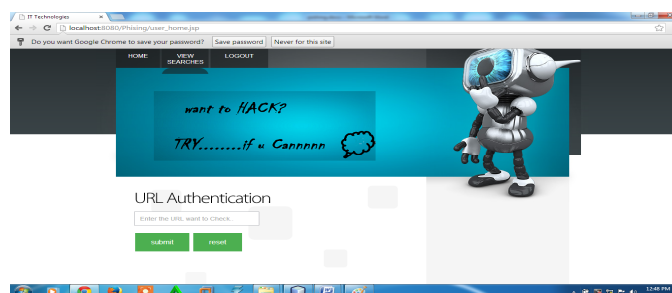 IT Technologies
localhost:8080/Phising/user_home.jsp
Do you want Google Chrome to save your password? Save password Never for this site
HOME VIEW SEARCHES LOGOUT
want to HACK?
TRY........if u Cannnnn
URL Authentication
Enter the URL want to Check..
submit reset
12:48 PM